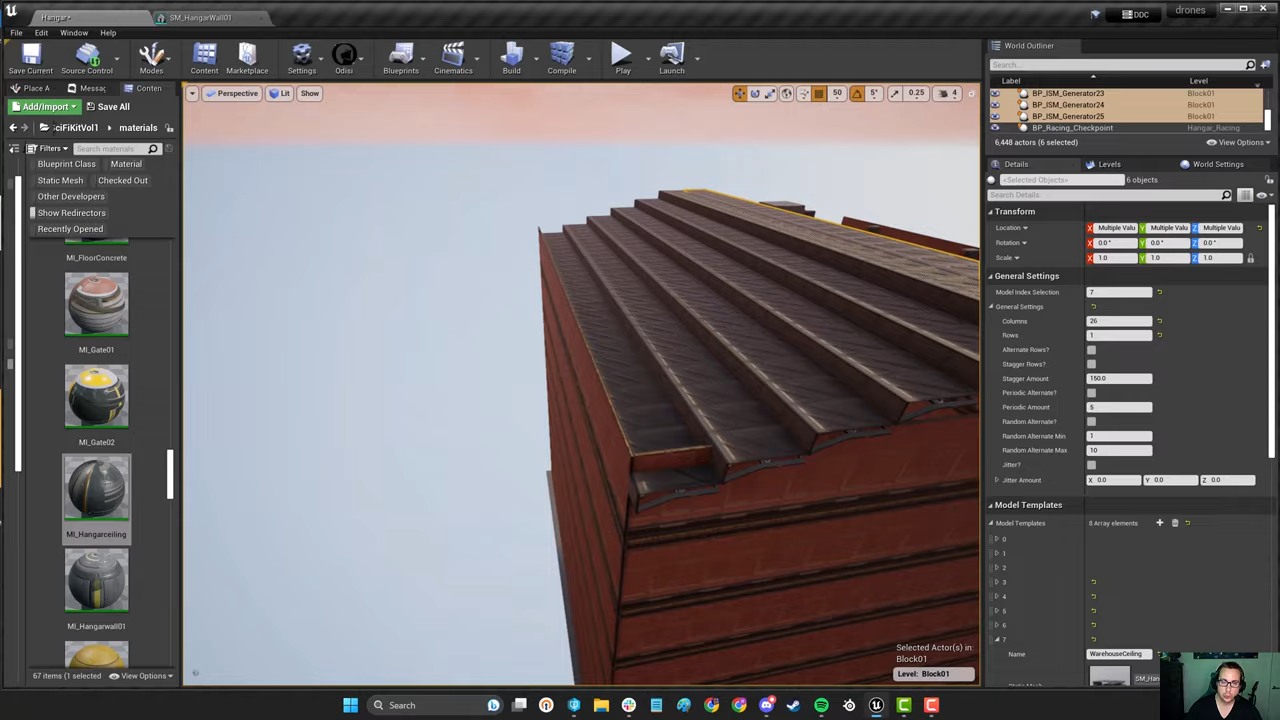 Hangar*
SM_HangarWall01
DDC
drones
File
Edit
Window
Help
Save Current
Source Control
Modes
Content
Marketplace
Settings
Odisi
Blueprints
Cinematics
Build
Compile
Play
Launch
World Outliner
Search...
Label
Level
BP_ISM_Generator23
Block01
BP_ISM_Generator24
Block01
BP_ISM_Generator25
Block01
BP_Racing_Checkpoint
Hangar_Racing
6,448 actors (6 selected)
View Options
Place A
Messag
Conten
Add/Import
Save All
ciFiKitVol1
materials
Filters
Search materials
Blueprint Class
Material
Static Mesh
Checked Out
Other Developers
Show Redirectors
Recently Opened
MI_FloorConcrete
MI_Gate01
MI_Gate02
MI_Hangarceiling
MI_Hangarwall01
67 items (1 selected
View Options
Perspective
Lit
Show
50
5°
0.25
4
Selected Actor(s) in:
Block01
Level: Block01
Details
Levels
World Settings
<Selected Objects>
6 objects
Search Details
Transform
Location
X Multiple Valu Y Multiple Valu Z Multiple Valu
Rotation
X 0.0 ° Y 0.0 ° Z 0.0 °
Scale
X 1.0 Y 1.0 Z 1.0
General Settings
Model Index Selection
7
General Settings
Columns
26
Rows
1
Alternate Rows?
Stagger Rows?
Stagger Amount
150.0
Periodic Alternate?
Periodic Amount
5
Random Alternate?
Random Alternate Min
1
Random Alternate Max
10
Jitter?
Jitter Amount
X 0.0 Y 0.0 Z 0.0
Model Templates
Model Templates
8 Array elements
0
1
2
3
4
5
6
7
Name
WarehouseCeiling
SM_Han
Search